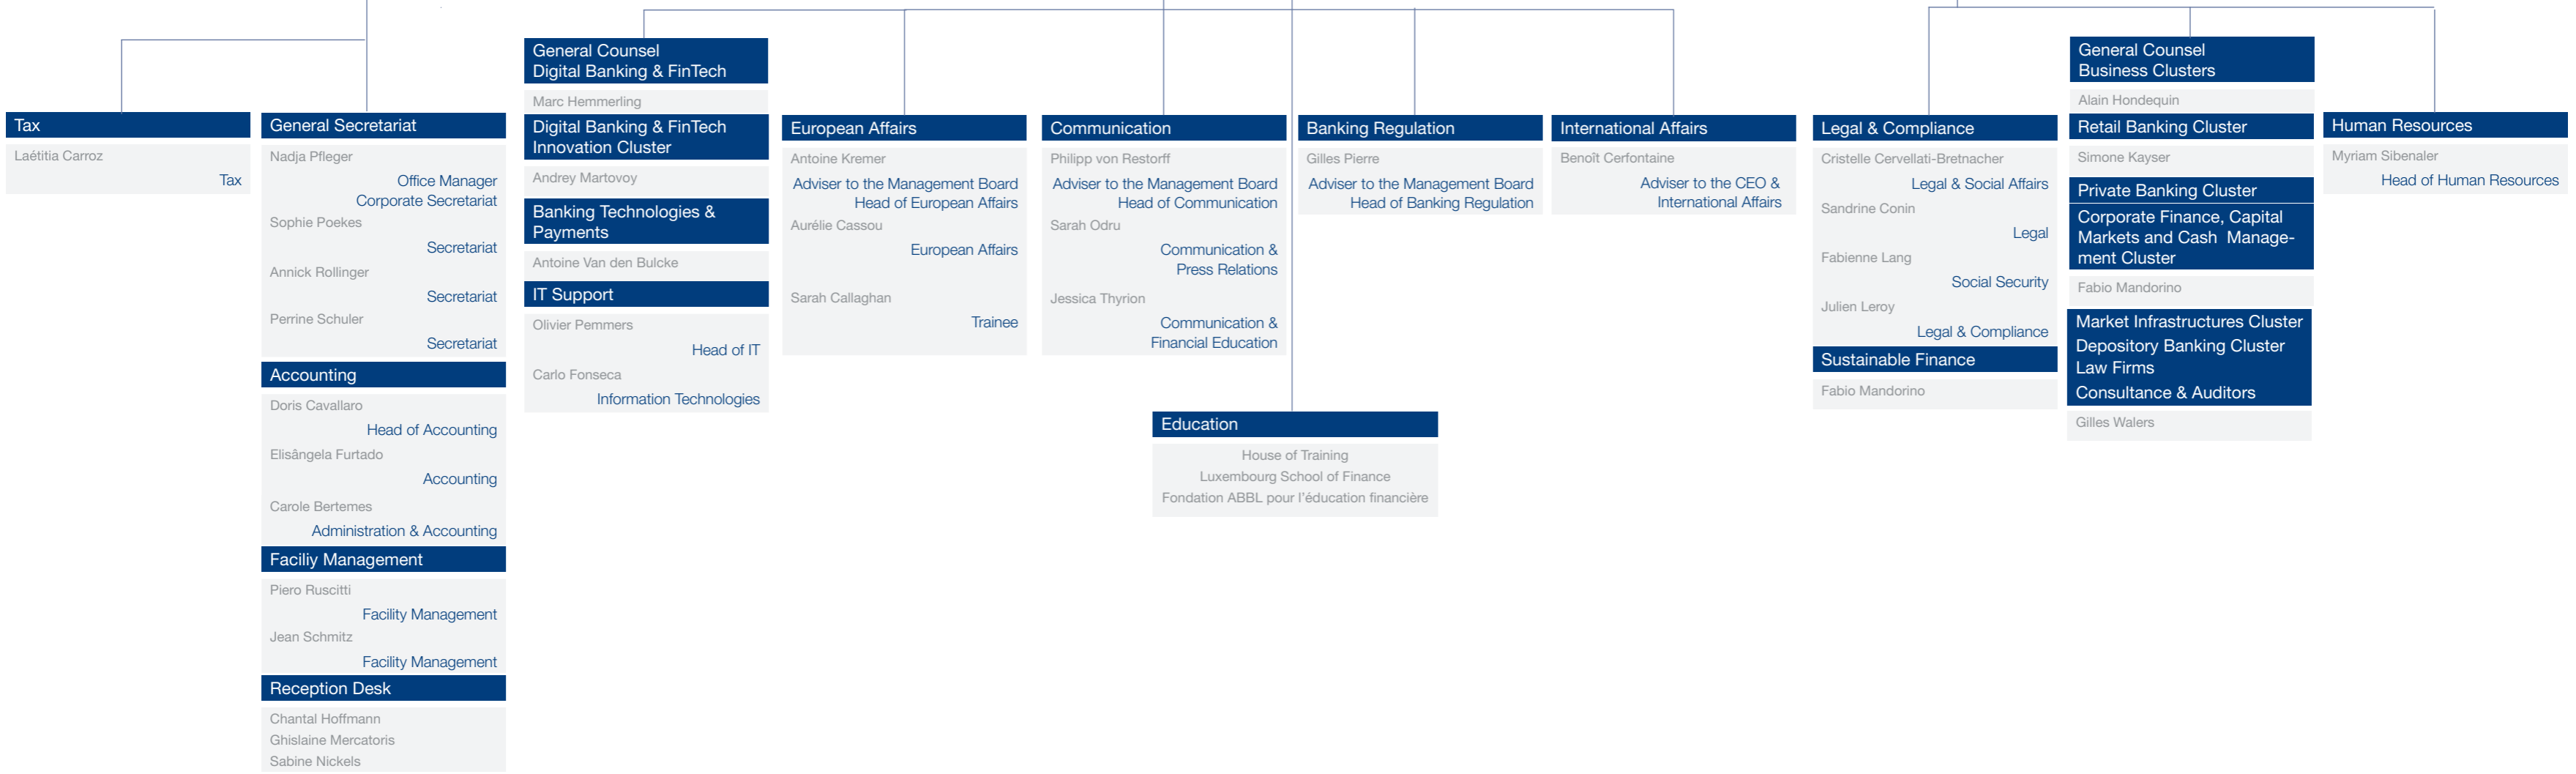 Tax
Laétitia Carroz
Tax
General Secretariat
Nadja Pfleger
Office Manager
Corporate Secretariat
Sophie Poekes
Secretariat
Annick Rollinger
Secretariat
Perrine Schuler
Secretariat
Accounting
Doris Cavallaro
Head of Accounting
Elisângela Furtado
Accounting
Carole Bertemes
Administration & Accounting
Faciliy Management
Piero Ruscitti
Facility Management
Jean Schmitz
Facility Management
Reception Desk
Chantal Hoffmann
Ghislaine Mercatoris
Sabine Nickels
General Counsel
Digital Banking & FinTech
Marc Hemmerling
Digital Banking & FinTech
Innovation Cluster
Andrey Martovoy
Banking Technologies &
Payments
Antoine Van den Bulcke
IT Support
Olivier Pemmers
Head of IT
Carlo Fonseca
Information Technologies
European Affairs
Antoine Kremer
Adviser to the Management Board
Head of European Affairs
Aurélie Cassou
European Affairs
Sarah Callaghan
Trainee
Communication
Philipp von Restorff
Adviser to the Management Board
Head of Communication
Sarah Odru
Communication &
Press Relations
Jessica Thyrion
Communication &
Financial Education
Education
House of Training
Luxembourg School of Finance
Fondation ABBL pour l'éducation financière
Banking Regulation
Gilles Pierre
Adviser to the Management Board
Head of Banking Regulation
International Affairs
Benoît Cerfontaine
Adviser to the CEO &
International Affairs
Legal & Compliance
Cristelle Cervellati-Bretnacher
Legal & Social Affairs
Sandrine Conin
Legal
Fabienne Lang
Social Security
Julien Leroy
Legal & Compliance
Sustainable Finance
Fabio Mandorino
General Counsel
Business Clusters
Alain Hondequin
Retail Banking Cluster
Simone Kayser
Private Banking Cluster
Corporate Finance, Capital
Markets and Cash  Manage-
ment Cluster
Fabio Mandorino
Market Infrastructures Cluster
Depository Banking Cluster
Law Firms
Consultance & Auditors
Gilles Walers
Human Resources
Myriam Sibenaler
Head of Human Resources